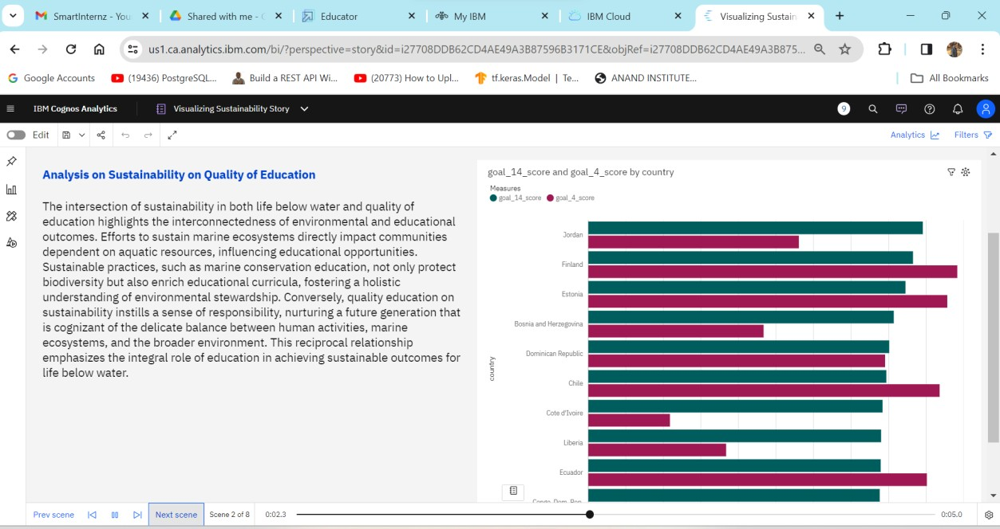 SmartInternz - You
Shared with me - G
Educator
My IBM
IBM Cloud
Visualizing Sustain
us1.ca.analytics.ibm.com/bi/?perspective=story&id=i27708DDB62CD4AE49A3B87596B3171CE&objRef=i27708DDB62CD4AE49A3B875...
Google Accounts
(19436) PostgreSQL...
Build a REST API Wi...
(20773) How to Upl...
tf.keras.Model | Te...
ANAND INSTITUTE...
All Bookmarks
IBM Cognos Analytics
Visualizing Sustainability Story
9
Edit
Analytics
Filters
Analysis on Sustainability on Quality of Education
The intersection of sustainability in both life below water and quality of
education highlights the interconnectedness of environmental and educational
outcomes. Efforts to sustain marine ecosystems directly impact communities
dependent on aquatic resources, influencing educational opportunities.
Sustainable practices, such as marine conservation education, not only protect
biodiversity but also enrich educational curricula, fostering a holistic
understanding of environmental stewardship. Conversely, quality education on
sustainability instills a sense of responsibility, nurturing a future generation that
is cognizant of the delicate balance between human activities, marine
ecosystems, and the broader environment. This reciprocal relationship
emphasizes the integral role of education in achieving sustainable outcomes for
life below water.
goal_14_score and goal_4_score by country
Measures
goal_14_score
goal_4_score
country
Jordan
Finland
Estonia
Bosnia and Herzegovina
Dominican Republic
Chile
Cote d'Ivoire
Liberia
Ecuador
Congo, Dem. Rep.
Prev scene
Next scene
Scene 2 of 8
0:02.3
0:05.0